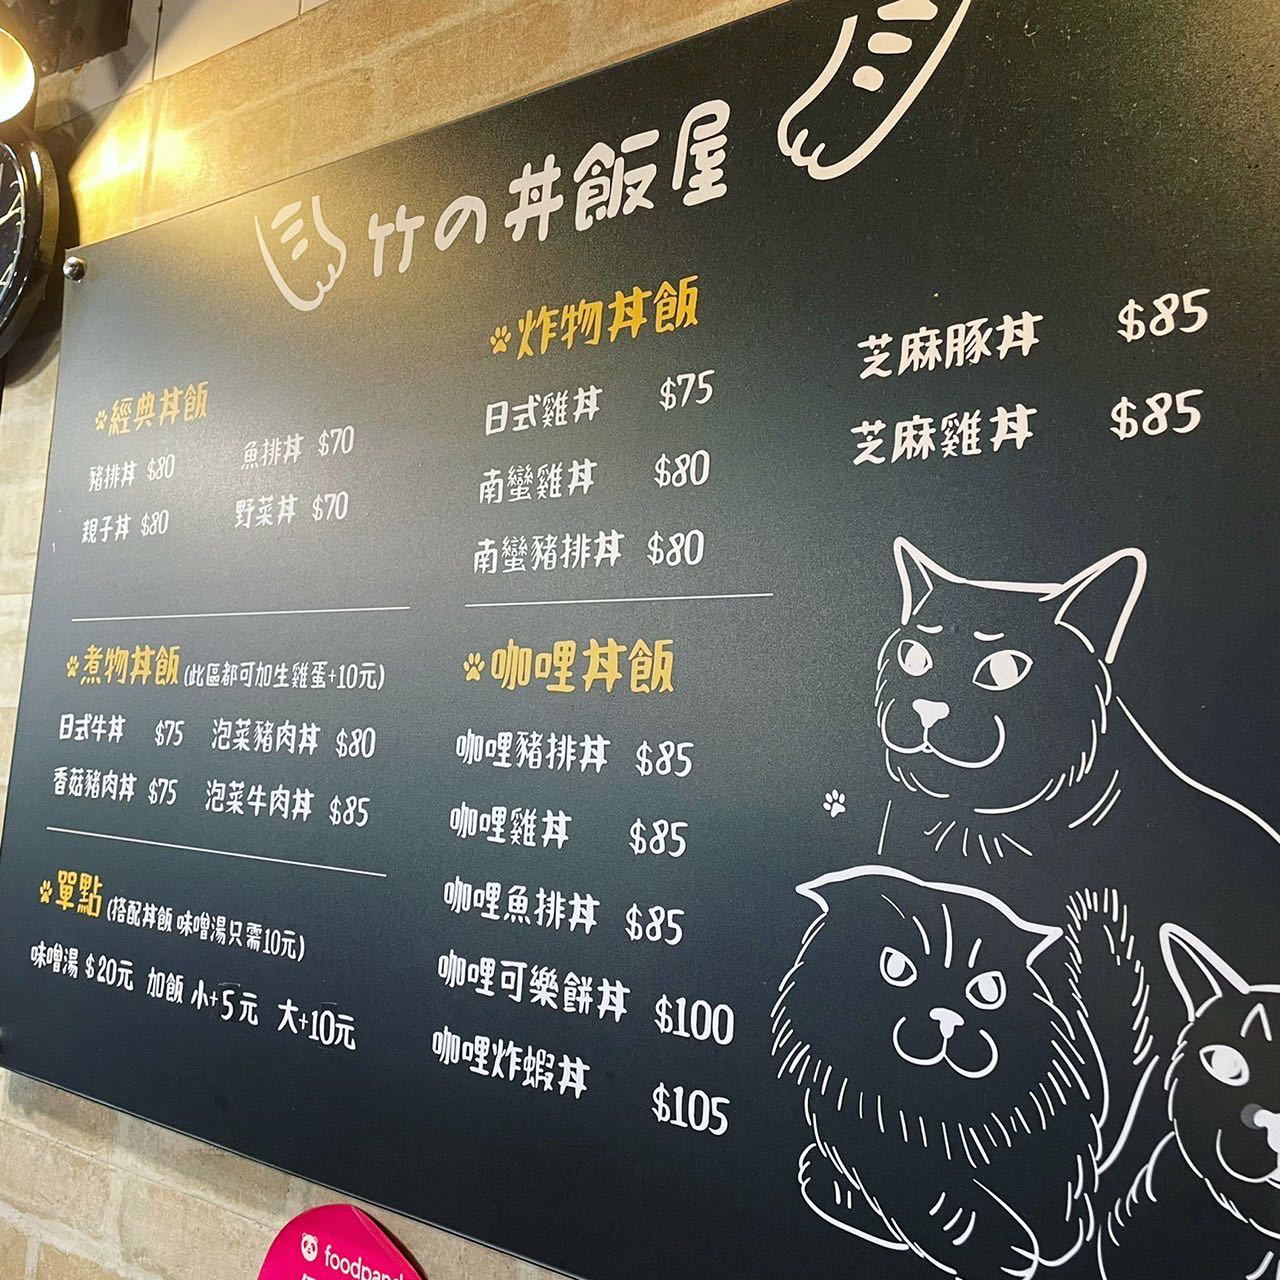 竹の丼飯屋
經典丼飯
豬排丼 $80 魚排丼 $70
親子丼 $80 野菜丼 $70
煮物丼飯 (此區都可加生雞蛋+10元)
日式牛丼 $75 泡菜豬肉丼 $80
香菇豬肉丼 $75 泡菜牛肉丼 $85
單點 (搭配丼飯 味噌湯只需10元)
味噌湯 $20元 加飯 小+5元 大+10元
炸物丼飯
日式雞丼 $75
南蠻雞丼 $80
南蠻豬排丼 $80
咖哩丼飯
咖哩豬排丼 $85
咖哩雞丼 $85
咖哩魚排丼 $85
咖哩可樂餅丼 $100
咖哩炸蝦丼 $105
芝麻豚丼 $85
芝麻雞丼 $85
foodpanda